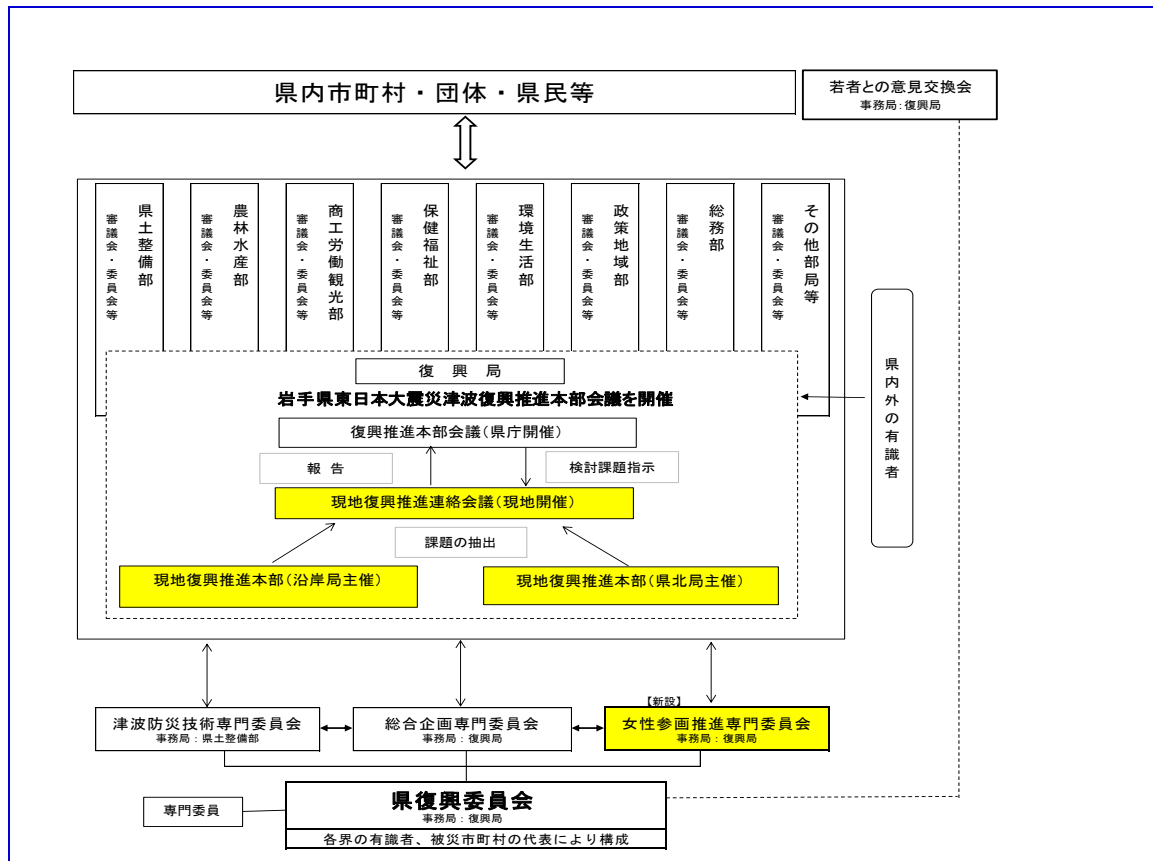 県内市町村・団体・県民等
若者との意見交換会
事務局：復興局
県土整備部
審議会・委員会等
農林水産部
審議会・委員会等
商工労働観光部
審議会・委員会等
保健福祉部
審議会・委員会等
環境生活部
審議会・委員会等
政策地域部
審議会・委員会等
総務部
審議会・委員会等
その他部局等
審議会・委員会等
県内外の有識者
復　興　局
岩手県東日本大震災津波復興推進本部会議を開催
復興推進本部会議（県庁開催）
報 告
検討課題指示
現地復興推進連絡会議（現地開催）
課題の抽出
現地復興推進本部（沿岸局主催）
現地復興推進本部（県北局主催）
【新設】
津波防災技術専門委員会
事務局：県土整備部
総合企画専門委員会
事務局：復興局
女性参画推進専門委員会
事務局：復興局
専門委員
県復興委員会
事務局：復興局
各界の有識者、被災市町村の代表により構成